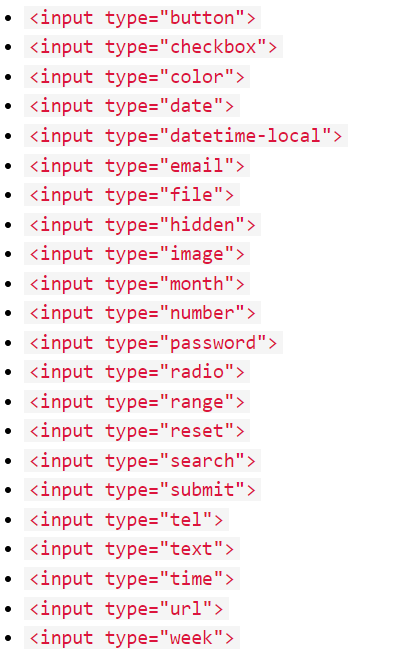 <input type="button">
<input type="checkbox">
<input type="color">
<input type="date">
<input type="datetime-local">
<input type="email">
<input type="file">
<input type="hidden">
<input type="image">
<input type="month">
<input type="number">
<input type="password">
<input type="radio">
<input type="range">
<input type="reset">
<input type="search">
<input type="submit">
<input type="tel">
<input type="text">
<input type="time">
<input type="url">
<input type="week">